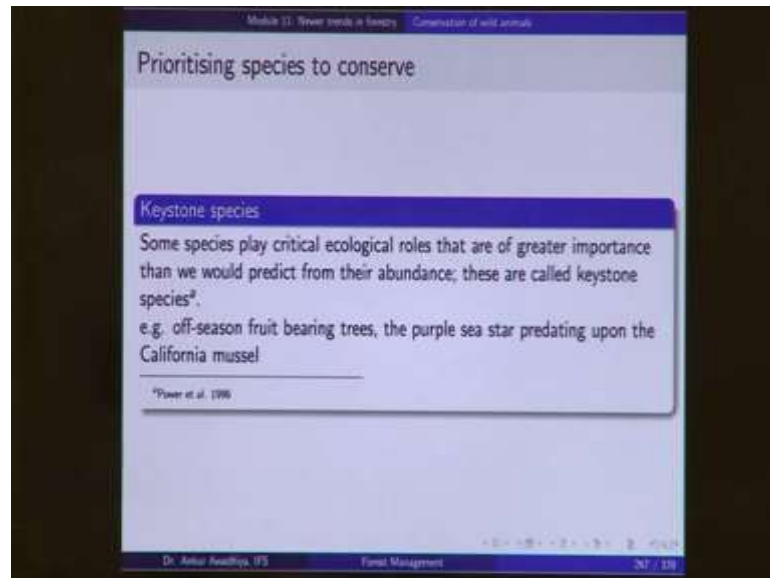 Module 11: Newer trends in forestry Conservation of wild animals
Prioritising species to conserve
Keystone species
Some species play critical ecological roles that are of greater importance
than we would predict from their abundance; these are called keystone
speciesª.
e.g. off-season fruit bearing trees, the purple sea star predating upon the
California mussel
ªPower et al. 1996
Dr. Ankur Awadhiya, IFS Forest Management